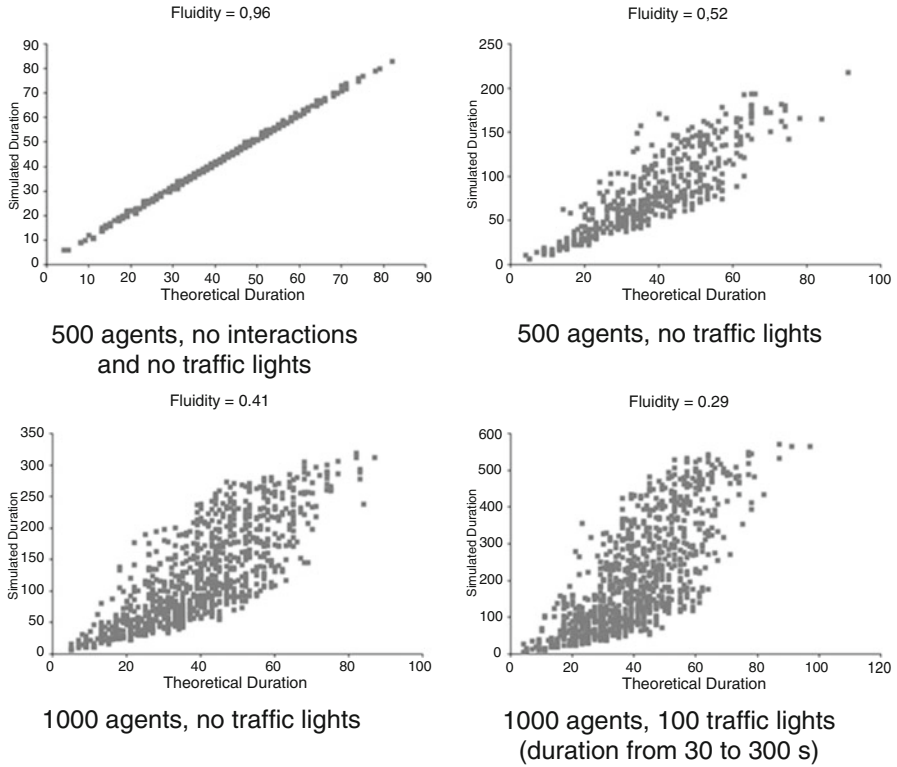 Fluidity = 0,96
90
80
70
60
50
40
30
20
10
0
Simulated Duration
0 10 20 30 40 50 60 70 80 90
Theoretical Duration
500 agents, no interactions
and no traffic lights
Fluidity = 0,52
250
200
150
100
50
0
Simulated Duration
0 20 40 60 80 100
Theoretical Duration
500 agents, no traffic lights
Fluidity = 0.41
350
300
250
200
150
100
50
0
Simulated Duration
0 20 40 60 80 100
Theoretical Duration
1000 agents, no traffic lights
Fluidity = 0.29
600
500
400
300
200
100
0
Simulated Duration
0 20 40 60 80 100 120
Theoretical Duration
1000 agents, 100 traffic lights
(duration from 30 to 300 s)